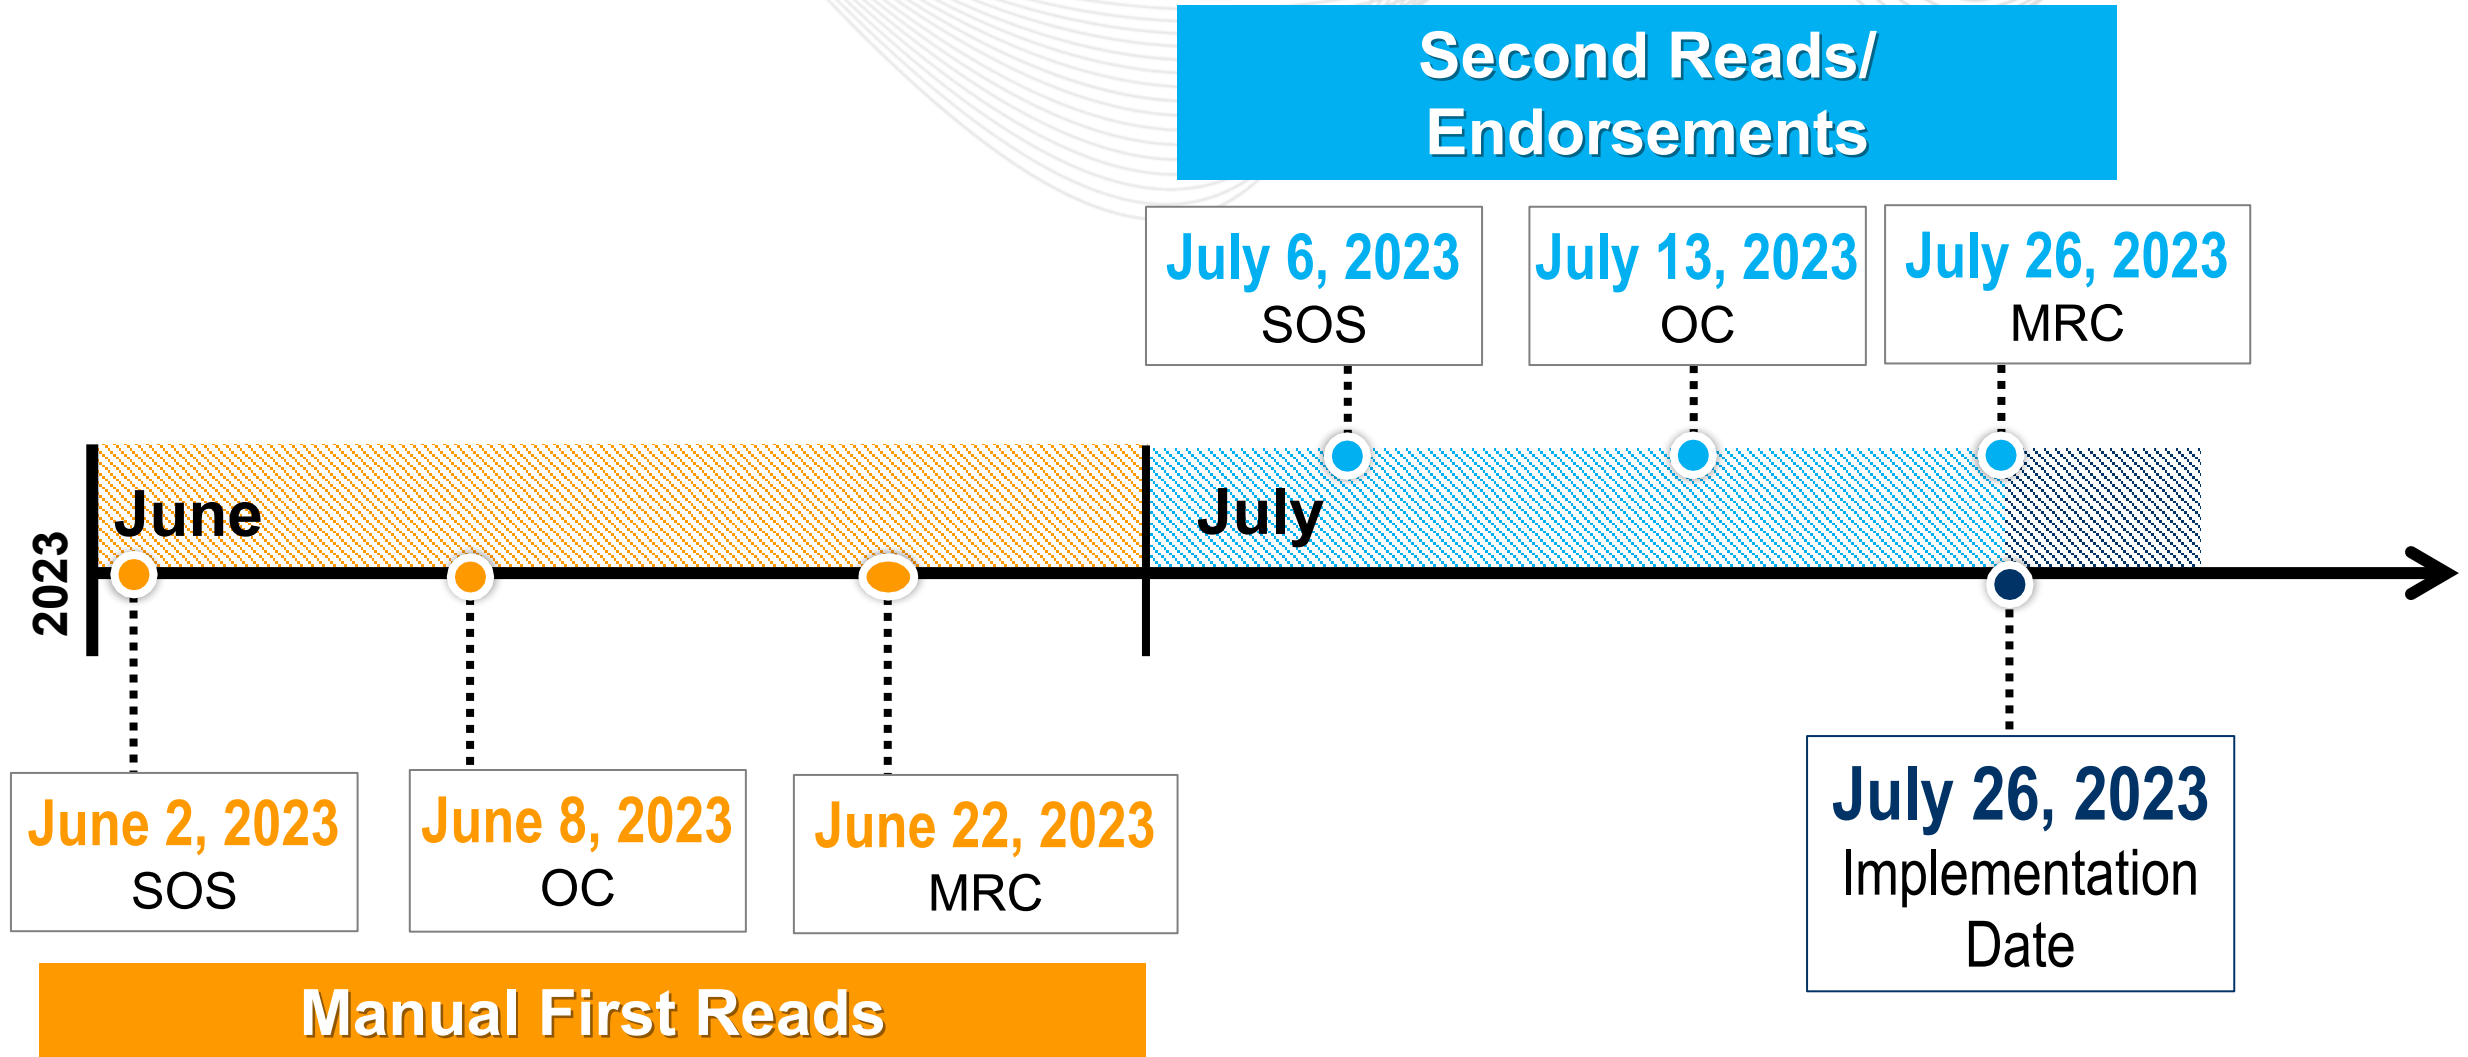 Second Reads/
Endorsements
July 6, 2023
SOS
July 13, 2023
OC
July 26, 2023
MRC
2023
June
July
June 2, 2023
SOS
June 8, 2023
OC
June 22, 2023
MRC
July 26, 2023
Implementation
Date
Manual First Reads